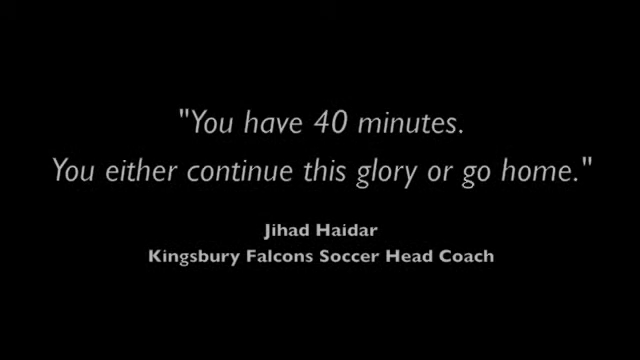 "You have 40 minutes.
You either continue this glory or go home."
Jihad Haidar
Kingsbury Falcons Soccer Head Coach